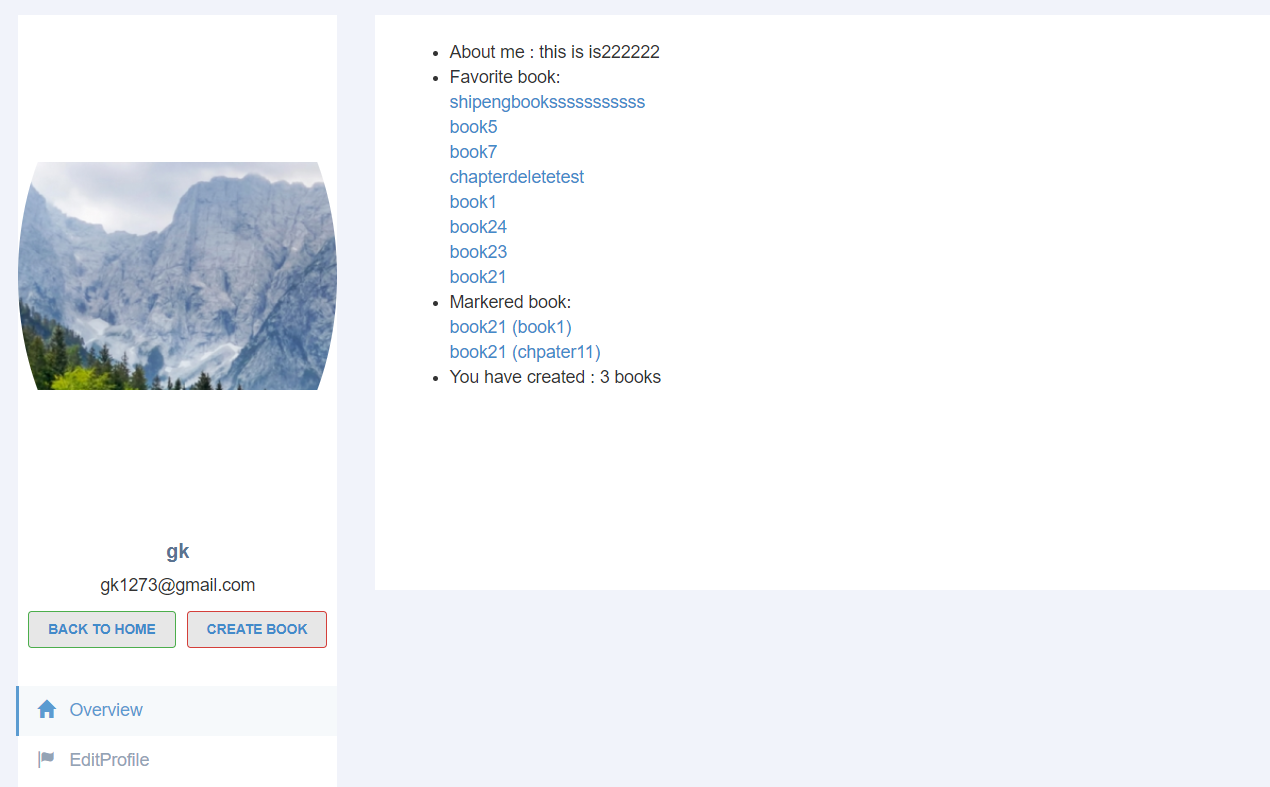 gk
gk1273@gmail.com
BACK TO HOME
CREATE BOOK
Overview
EditProfile
About me : this is is222222
Favorite book:
shipengbooksssssssssss
book5
book7
chapterdeletetest
book1
book24
book23
book21
Markered book:
book21 (book1)
book21 (chpater11)
You have created : 3 books